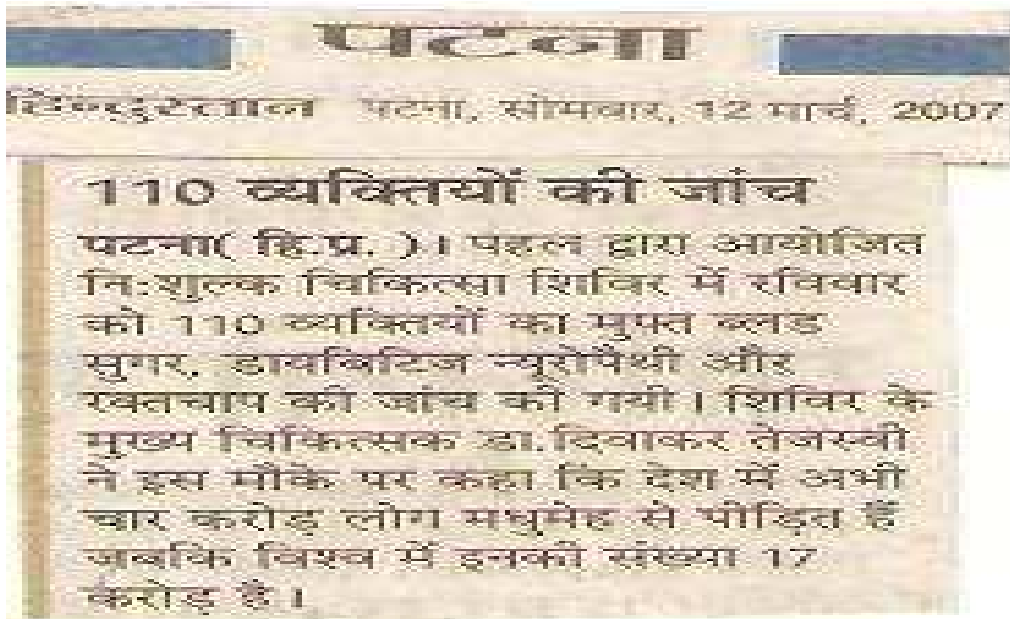 पटना
हिन्दुस्तान पटना, सोमवार, 12 मार्च, 2007
110 व्यक्तियों की जांच
पटना( हि.प्र. )। पहल द्वारा आयोजित
नि:शुल्क चिकित्सा शिविर में रविवार
को 110 व्यक्तियों का मुफ्त ब्लड
सुगर, डायबिटिज न्यूरोपैथी और
रक्तचाप की जांच की गयी। शिविर के
मुख्य चिकित्सक डा.दिवाकर तेजस्वी
ने इस मौके पर कहा कि देश में अभी
चार करोड़ लोग मधुमेह से पीड़ित हैं
जबकि विश्व में इनकी संख्या 17
करोड़ है।